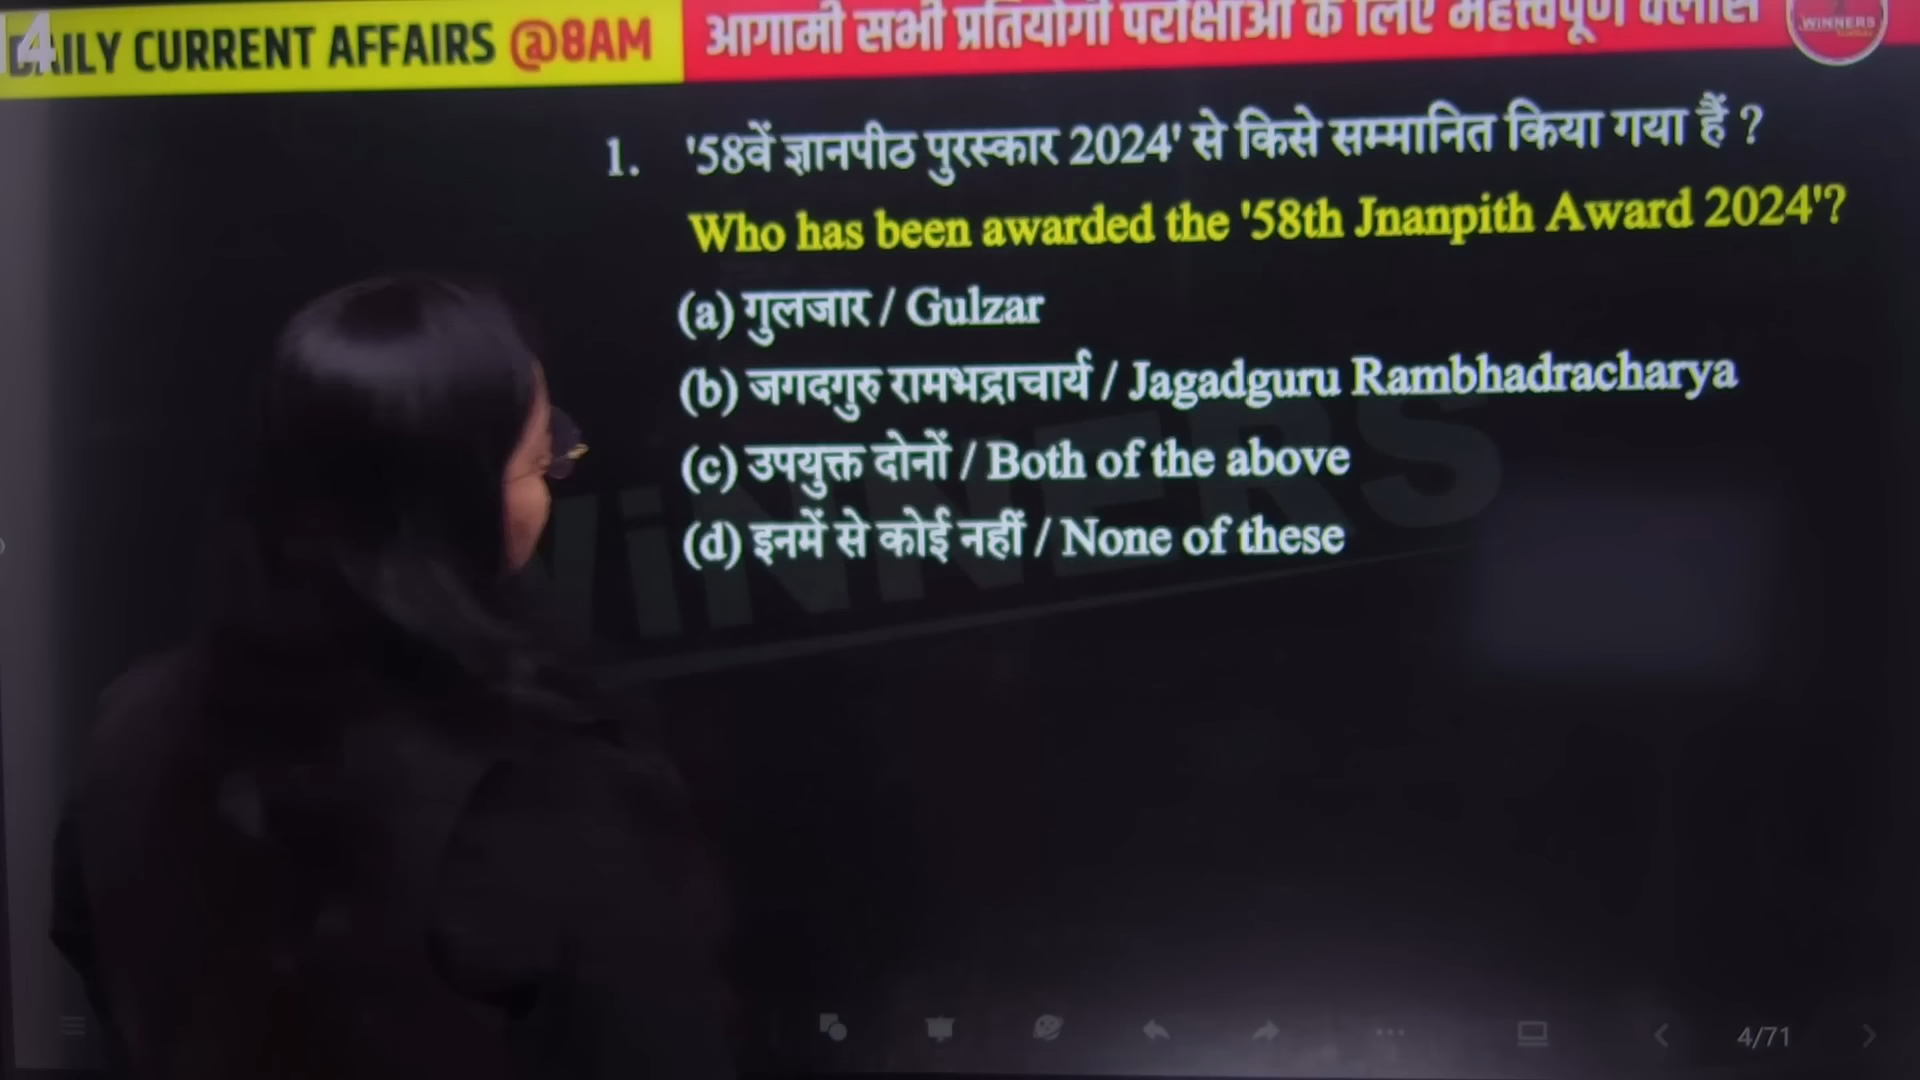 DAILY CURRENT AFFAIRS @8AM
आगामी सभी प्रतियोगी परीक्षाओं के लिए महत्त्वपूर्ण क्लास
WiNNERS
1. '58वें ज्ञानपीठ पुरस्कार 2024' से किसे सम्मानित किया गया हैं ?
Who has been awarded the '58th Jnanpith Award 2024'?
(a) गुलजार / Gulzar
(b) जगदगुरु रामभद्राचार्य / Jagadguru Rambhadracharya
(c) उपयुक्त दोनों / Both of the above
(d) इनमें से कोई नहीं / None of these
WiNNERS
4/71